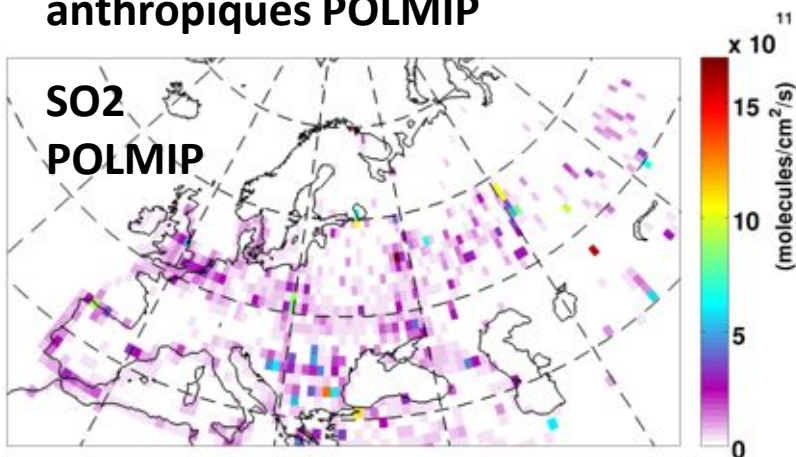 anthropiques POLMIP
SO2
POLMIP
11
x 10
15
10
5
0
(molecules/cm²/s)